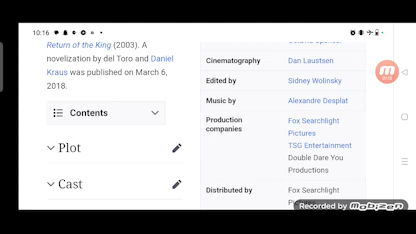 10:16
Return of the King (2003). A
novelization by del Toro and Daniel
Kraus was published on March 6,
2018.
Contents
Plot
Cast
Cinematography Dan Laustsen
Edited by Sidney Wolinsky
Music by Alexandre Desplat
Production Fox Searchlight
companies Pictures
TSG Entertainment
Double Dare You
Productions
Distributed by Fox Searchlight
Recorded by Mobizen